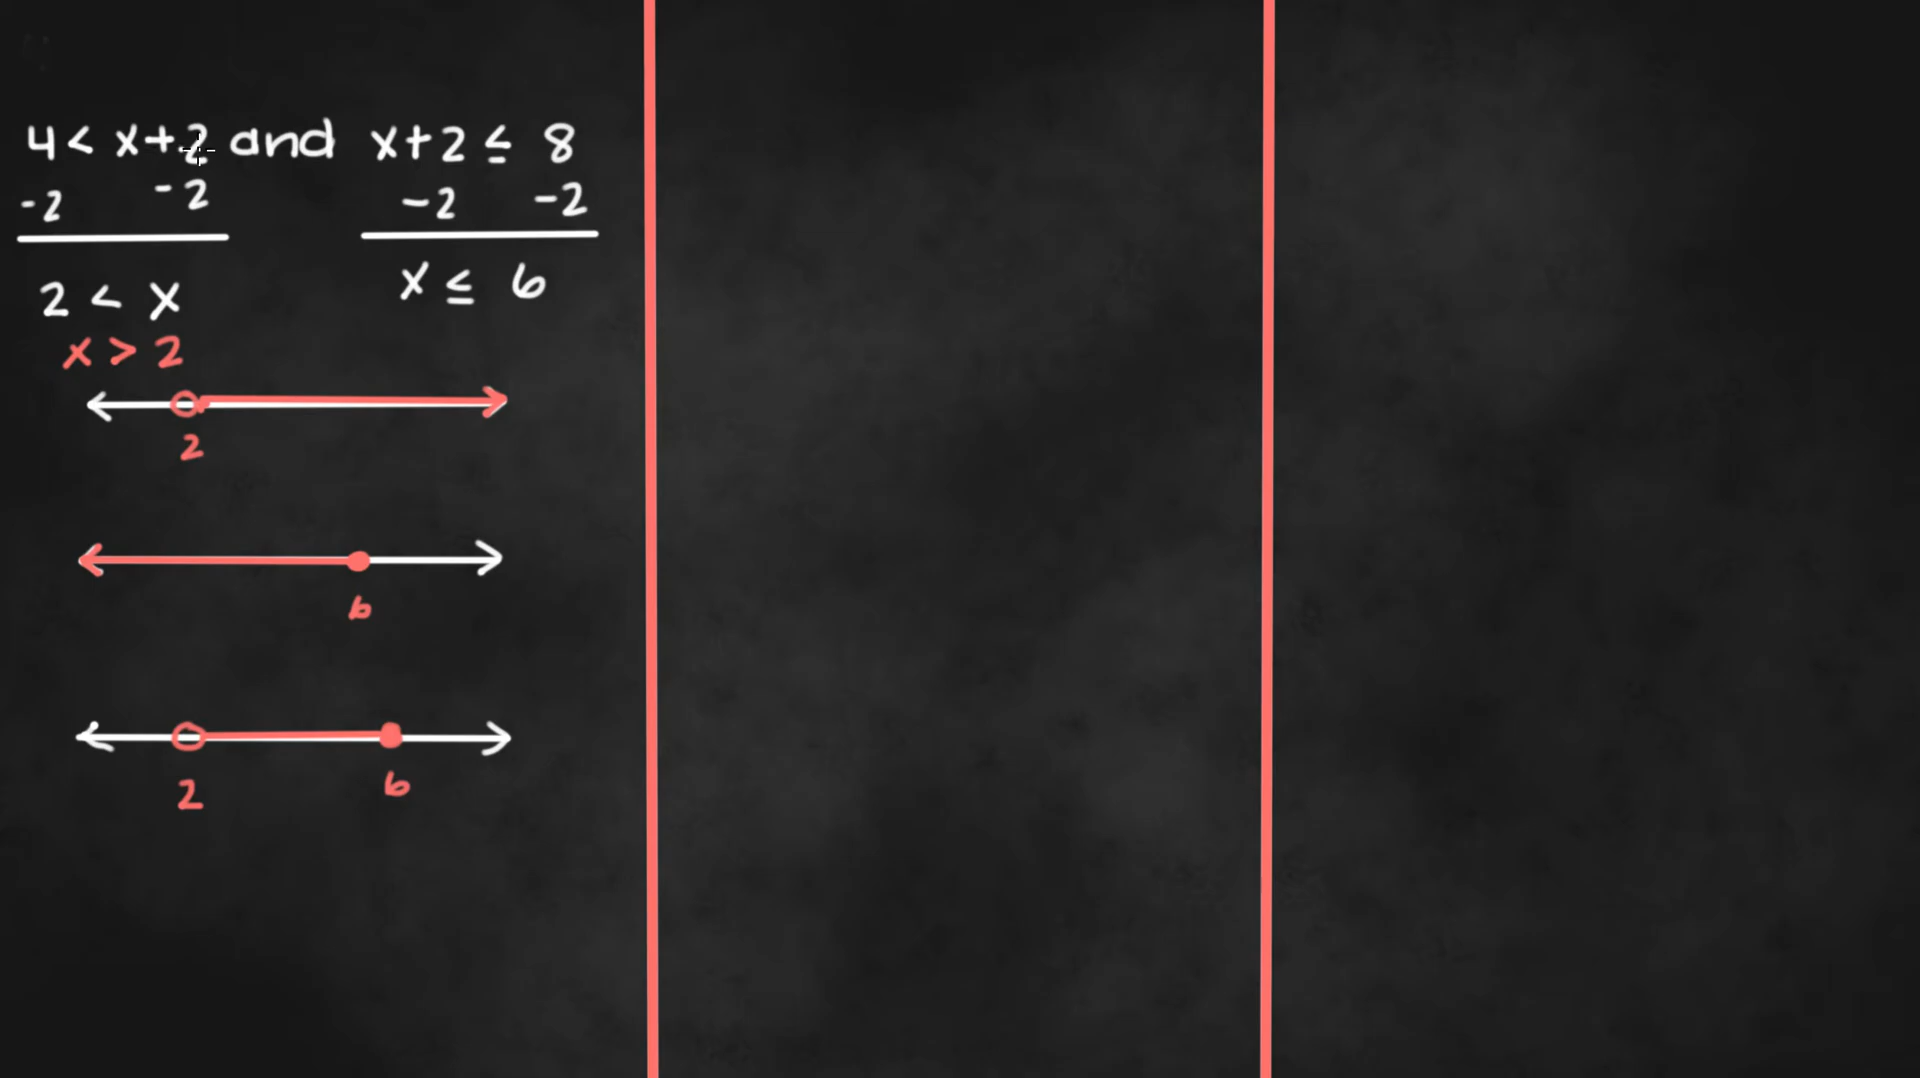 4 < x+2 and x+2 ≤ 8
-2 -2 -2 -2
2 < x x ≤ 6
x > 2
2
6
2 6